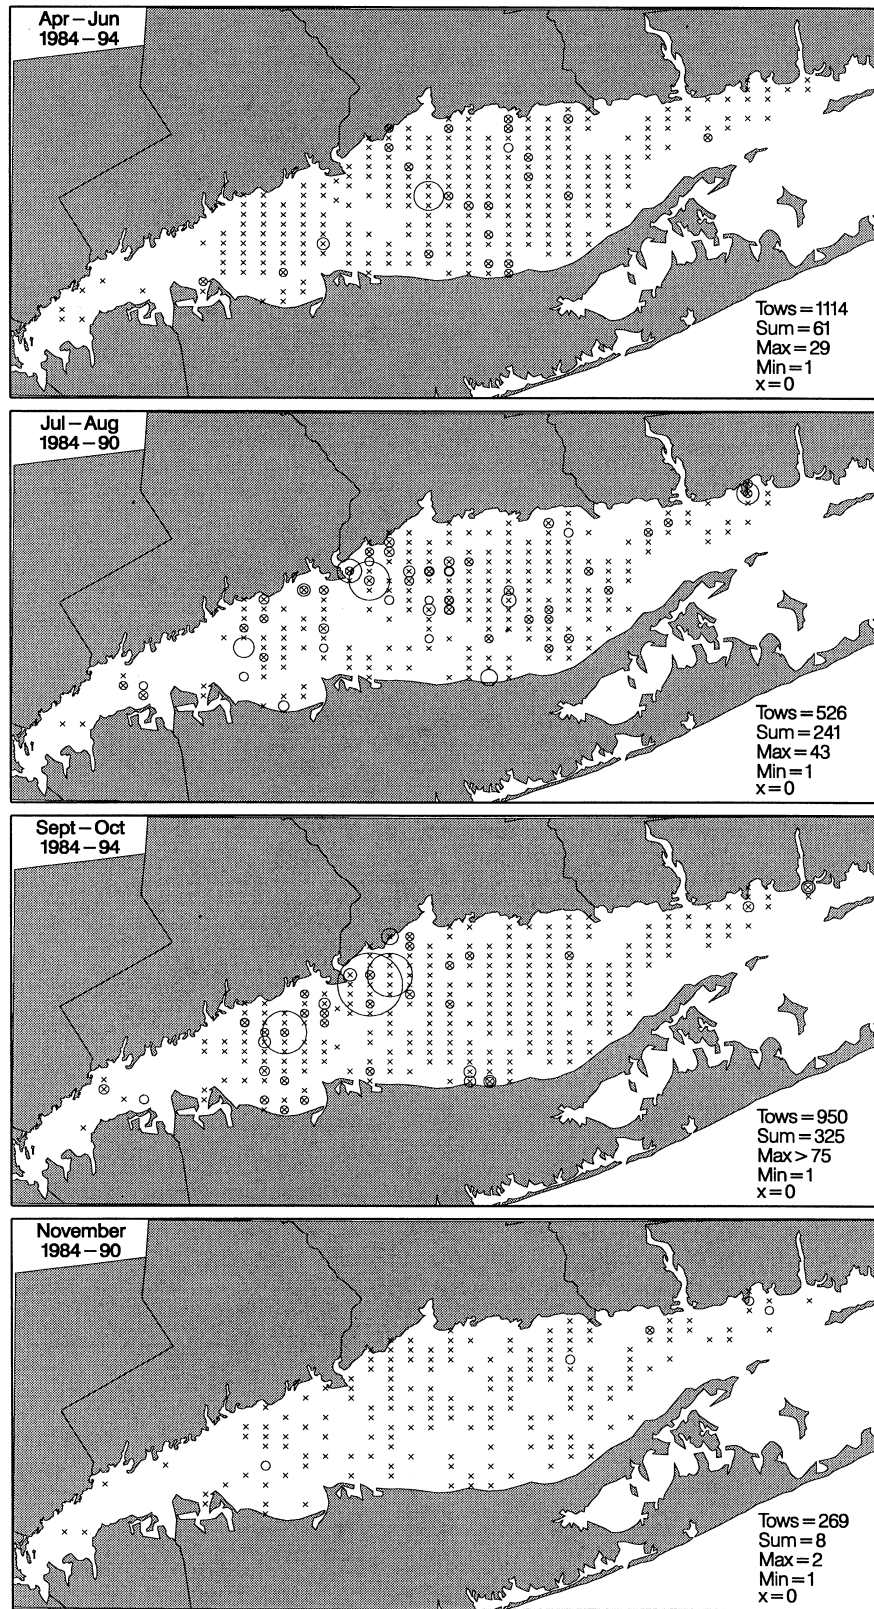 Apr – Jun
1984 – 94
Tows = 1114
Sum = 61
Max = 29
Min = 1
x = 0
Jul – Aug
1984 – 90
Tows = 526
Sum = 241
Max = 43
Min = 1
x = 0
Sept – Oct
1984 – 94
Tows = 950
Sum = 325
Max > 75
Min = 1
x = 0
November
1984 – 90
Tows = 269
Sum = 8
Max = 2
Min = 1
x = 0